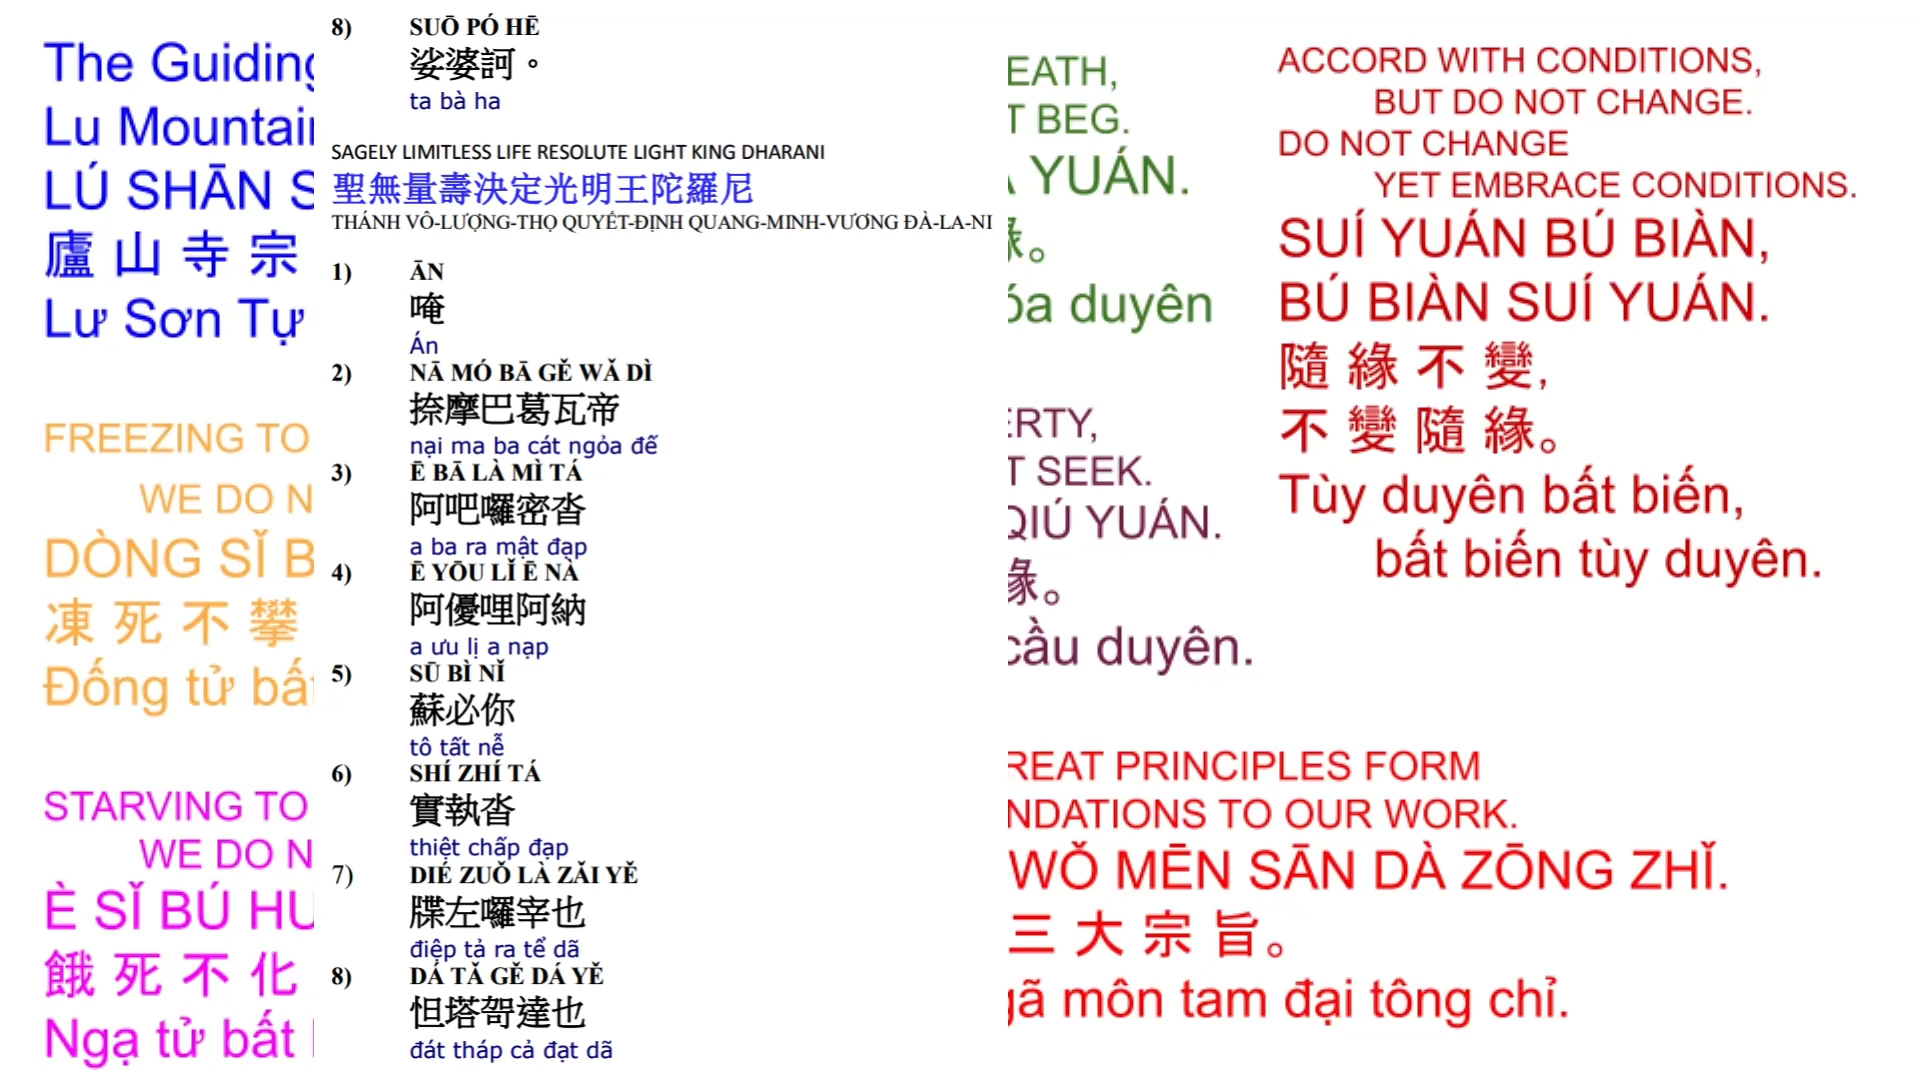 The Guiding
Lu Mountain
LÚ SHĀN S
廬 山 寺 宗
Lư Sơn Tự
FREEZING TO
WE DO N
DÒNG SǏ B
凍 死 不 攀
Đống tử bất
STARVING TO
WE DO N
È SǏ BÚ HU
餓 死 不 化
Ngạ tử bất
8) SUŌ PÓ HĒ
娑婆訶。
ta bà ha
SAGELY LIMITLESS LIFE RESOLUTE LIGHT KING DHARANI
聖無量壽決定光明王陀羅尼
THÁNH VÔ-LƯỢNG-THỌ QUYẾT-ĐỊNH QUANG-MINH-VƯƠNG ĐÀ-LA-NI
1) ĀN
唵
Án
2) NĀ MÓ BĀ GĚ WǍ DÌ
捺摩巴葛瓦帝
nại ma ba cát ngỏa đế
3) Ē BĀ LÀ MÌ TÁ
阿吧囉密沓
a ba ra mật đạp
4) Ē YŌU LǏ Ē NÀ
阿優哩阿納
a ưu lị a nạp
5) SŪ BÌ NǏ
蘇必你
tô tất nễ
6) SHÍ ZHÍ TÁ
實執沓
thiệt chấp đạp
7) DIÉ ZUǑ LÀ ZǍI YĚ
牒左囉宰也
điệp tả ra tể dã
8) DÁ TǍ GĚ DÁ YĚ
怛塔哿達也
đát tháp cả đạt dã
EATH,
T BEG.
YUÁN.
緣。
óa duyên
ERTY,
T SEEK.
QIÚ YUÁN.
緣。
cầu duyên.
ACCORD WITH CONDITIONS,
BUT DO NOT CHANGE.
DO NOT CHANGE
YET EMBRACE CONDITIONS.
SUÍ YUÁN BÚ BIÀN,
BÚ BIÀN SUÍ YUÁN.
隨 緣 不 變,
不 變 隨 緣。
Tùy duyên bất biến,
bất biến tùy duyên.
REAT PRINCIPLES FORM
NDATIONS TO OUR WORK.
WǑ MĒN SĀN DÀ ZŌNG ZHǏ.
三 大 宗 旨。
gã môn tam đại tông chỉ.